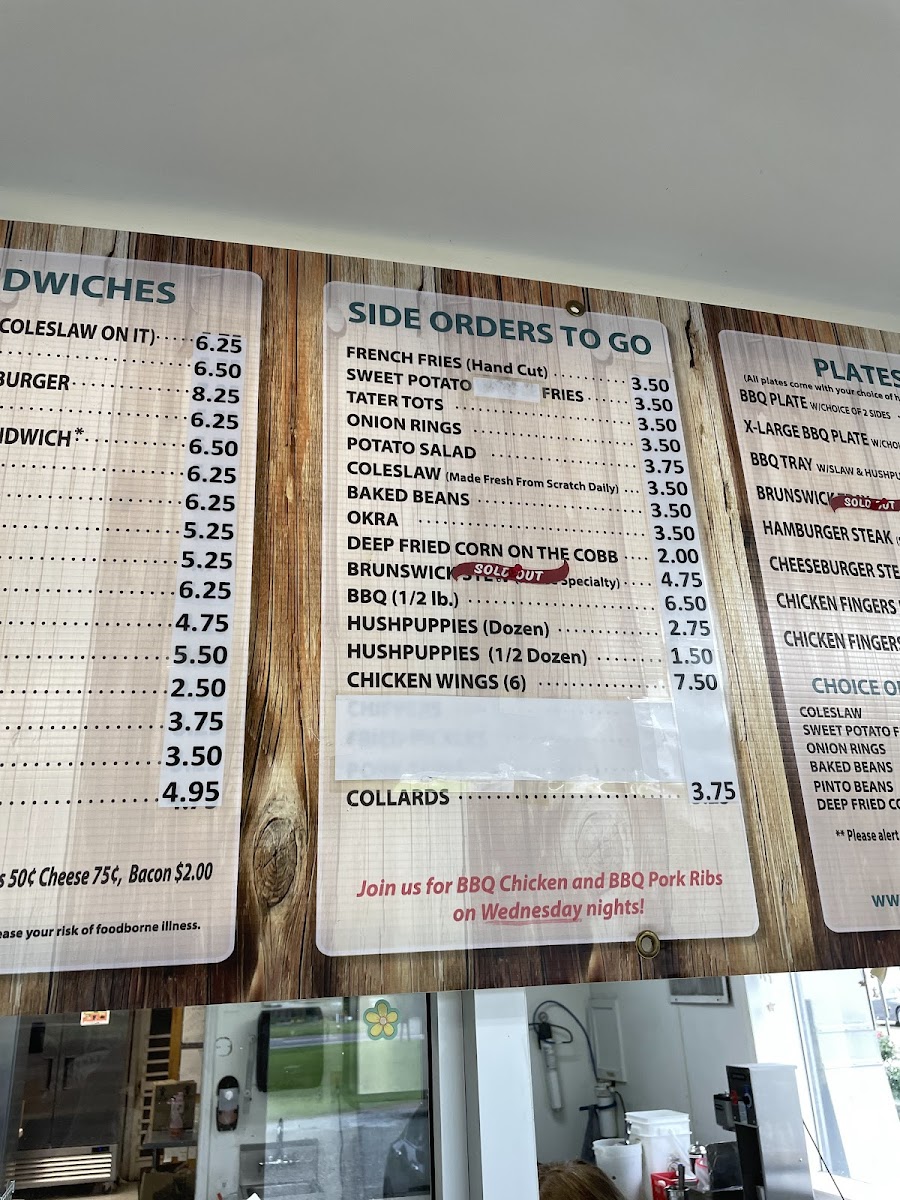 DWICHES
COLESLAW ON IT) 6.25
6.50
BURGER 8.25
6.25
NDWICH* 6.50
6.25
6.25
5.25
5.25
6.25
4.75
5.50
2.50
3.75
3.50
4.95
s 50¢ Cheese 75¢, Bacon $2.00
ease your risk of foodborne illness.
SIDE ORDERS TO GO
FRENCH FRIES (Hand Cut) 3.50
SWEET POTATO FRIES 3.50
TATER TOTS 3.50
ONION RINGS 3.50
POTATO SALAD 3.75
COLESLAW (Made Fresh From Scratch Daily) 3.50
BAKED BEANS 3.50
OKRA 3.50
DEEP FRIED CORN ON THE COBB 2.00
BRUNSWICK SOLD OUT Specialty) 4.75
BBQ (1/2 lb.) 6.50
HUSHPUPPIES (Dozen) 2.75
HUSHPUPPIES (1/2 Dozen) 1.50
CHICKEN WINGS (6) 7.50
COLLARDS 3.75
Join us for BBQ Chicken and BBQ Pork Ribs
on Wednesday nights!
PLATES
(All plates come with your choice of h
BBQ PLATE W/CHOICE OF 2 SIDES
X-LARGE BBQ PLATE W/CHOI
BBQ TRAY W/SLAW & HUSHPU
BRUNSWICK SOLD OUT
HAMBURGER STEAK
CHEESEBURGER STE
CHICKEN FINGERS
CHICKEN FINGERS
CHOICE O
COLESLAW
SWEET POTATO F
ONION RINGS
BAKED BEANS
PINTO BEANS
DEEP FRIED CO
** Please alert
ww